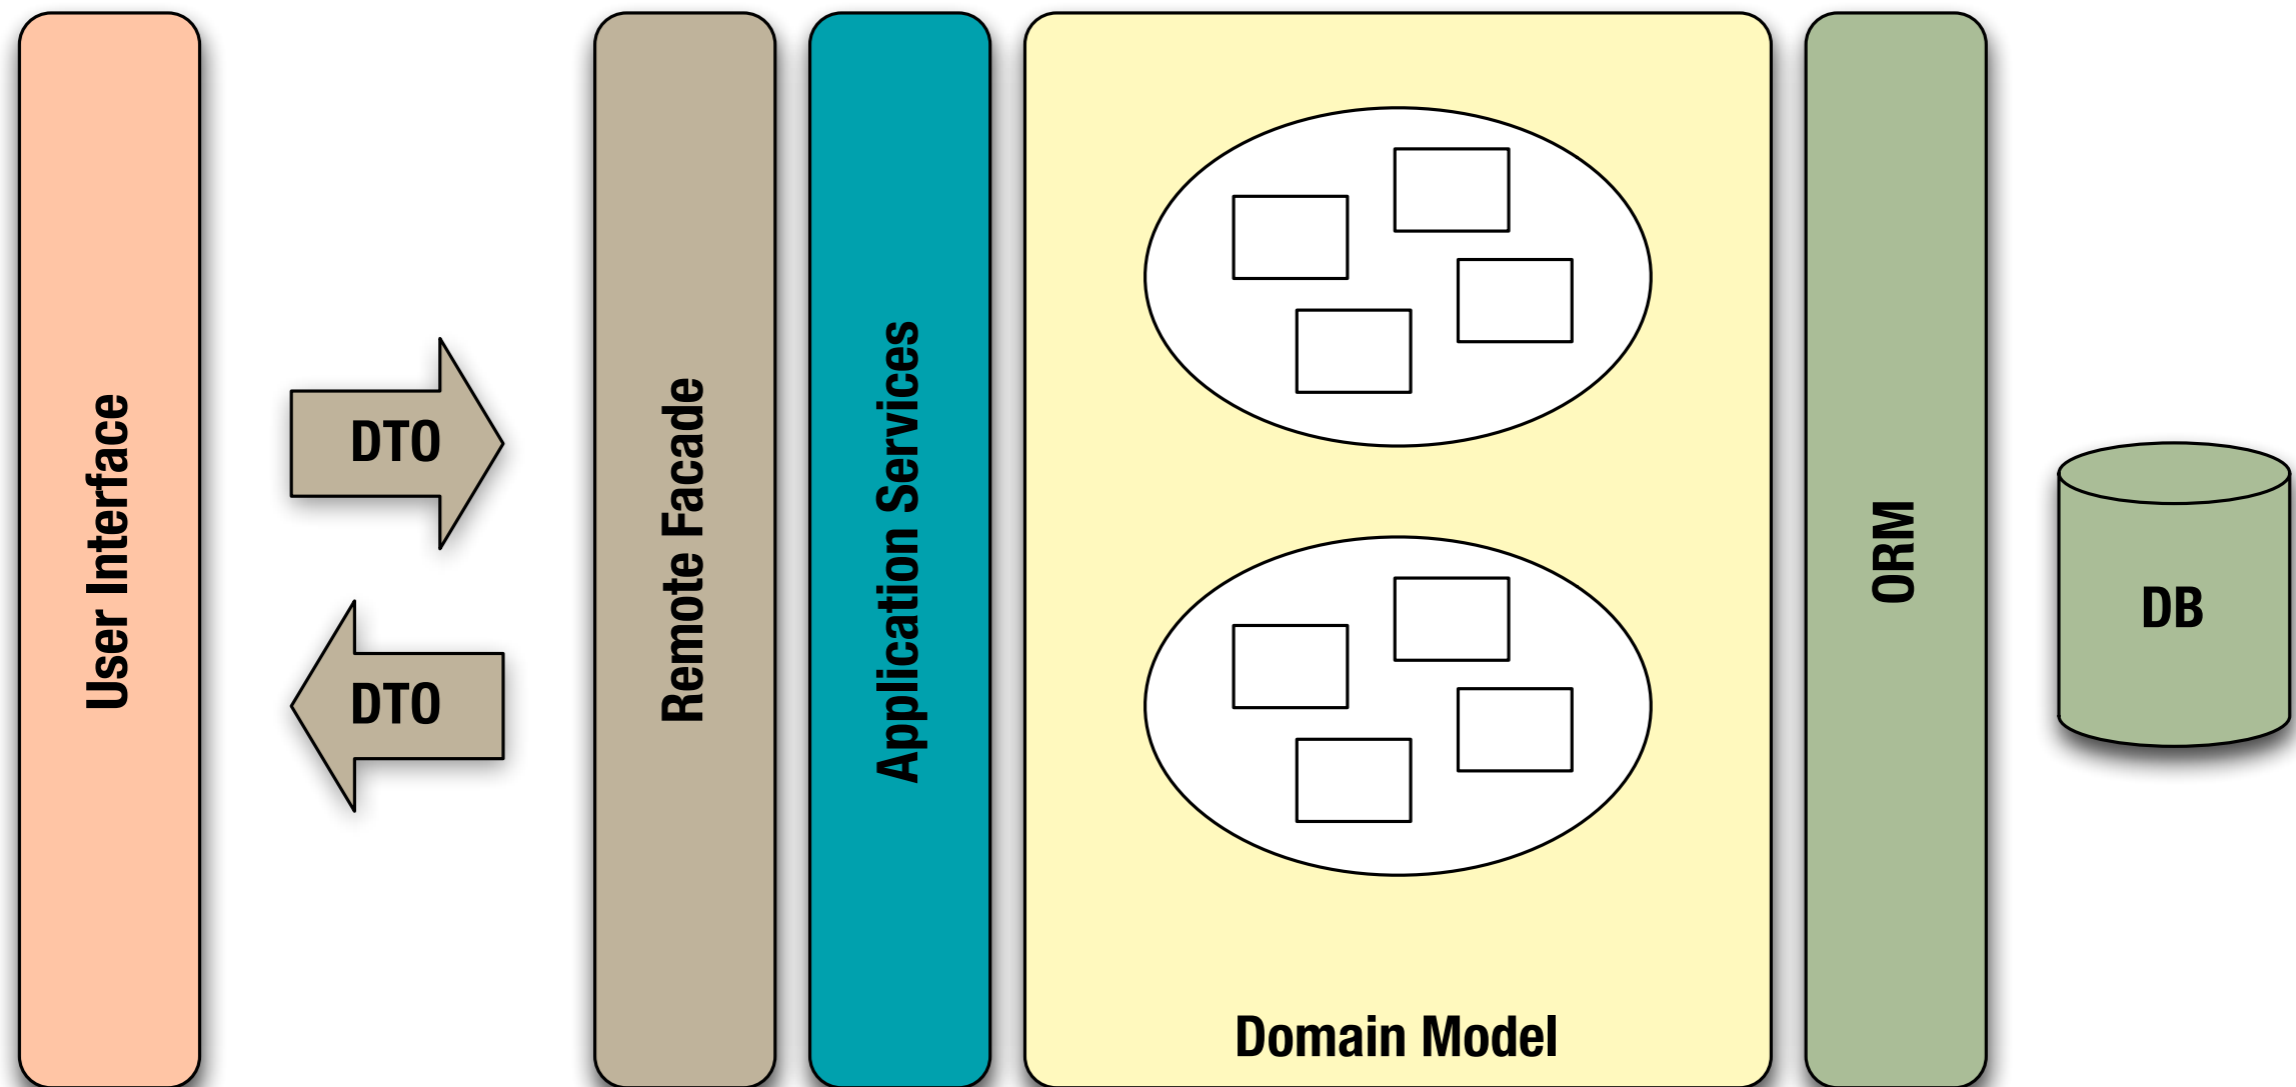 User Interface
DTO
DTO
Remote Facade
Application Services
Domain Model
ORM
DB